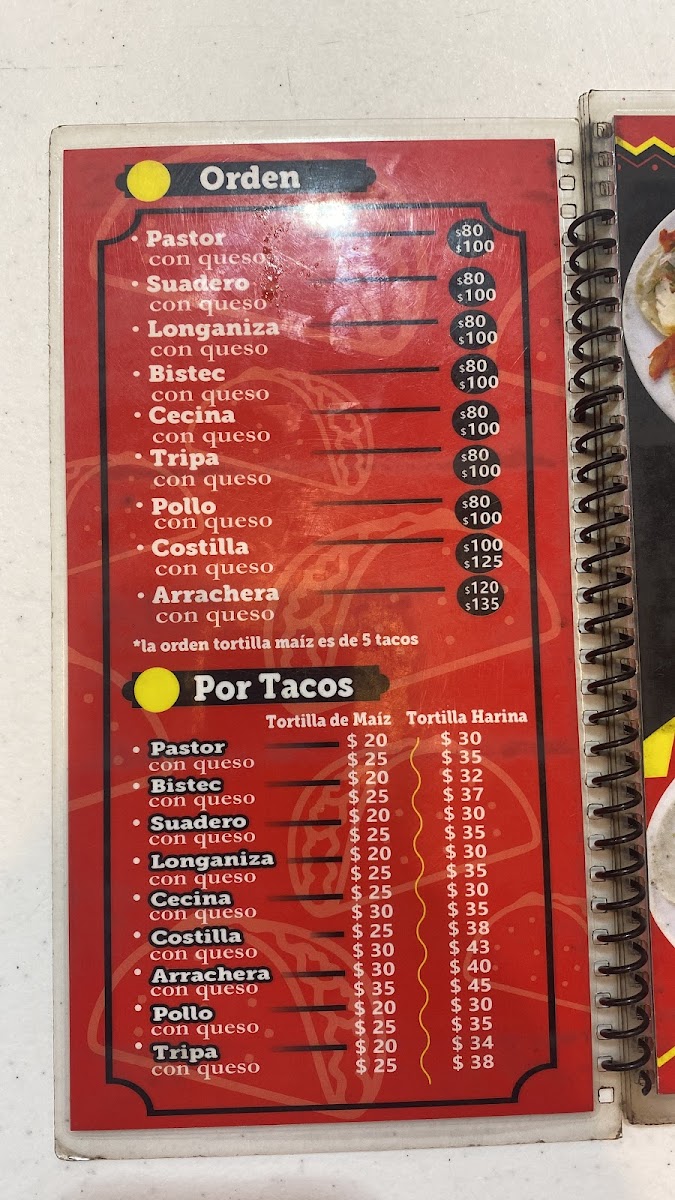 Orden
• Pastor $80
con queso $100
• Suadero $80
con queso $100
• Longaniza $80
con queso $100
• Bistec $80
con queso $100
• Cecina $80
con queso $100
• Tripa $80
con queso $100
• Pollo $80
con queso $100
• Costilla $100
con queso $125
• Arrachera $120
con queso $135
*la orden tortilla maíz es de 5 tacos
Por Tacos
Tortilla de Maíz Tortilla Harina
• Pastor $ 20 $ 30
con queso $ 25 $ 35
• Bistec $ 20 $ 32
con queso $ 25 $ 37
• Suadero $ 20 $ 30
con queso $ 25 $ 35
• Longaniza $ 20 $ 30
con queso $ 25 $ 35
• Cecina $ 25 $ 30
con queso $ 30 $ 35
• Costilla $ 25 $ 38
con queso $ 30 $ 43
• Arrachera $ 30 $ 40
con queso $ 35 $ 45
• Pollo $ 20 $ 30
con queso $ 25 $ 35
• Tripa $ 20 $ 34
con queso $ 25 $ 38